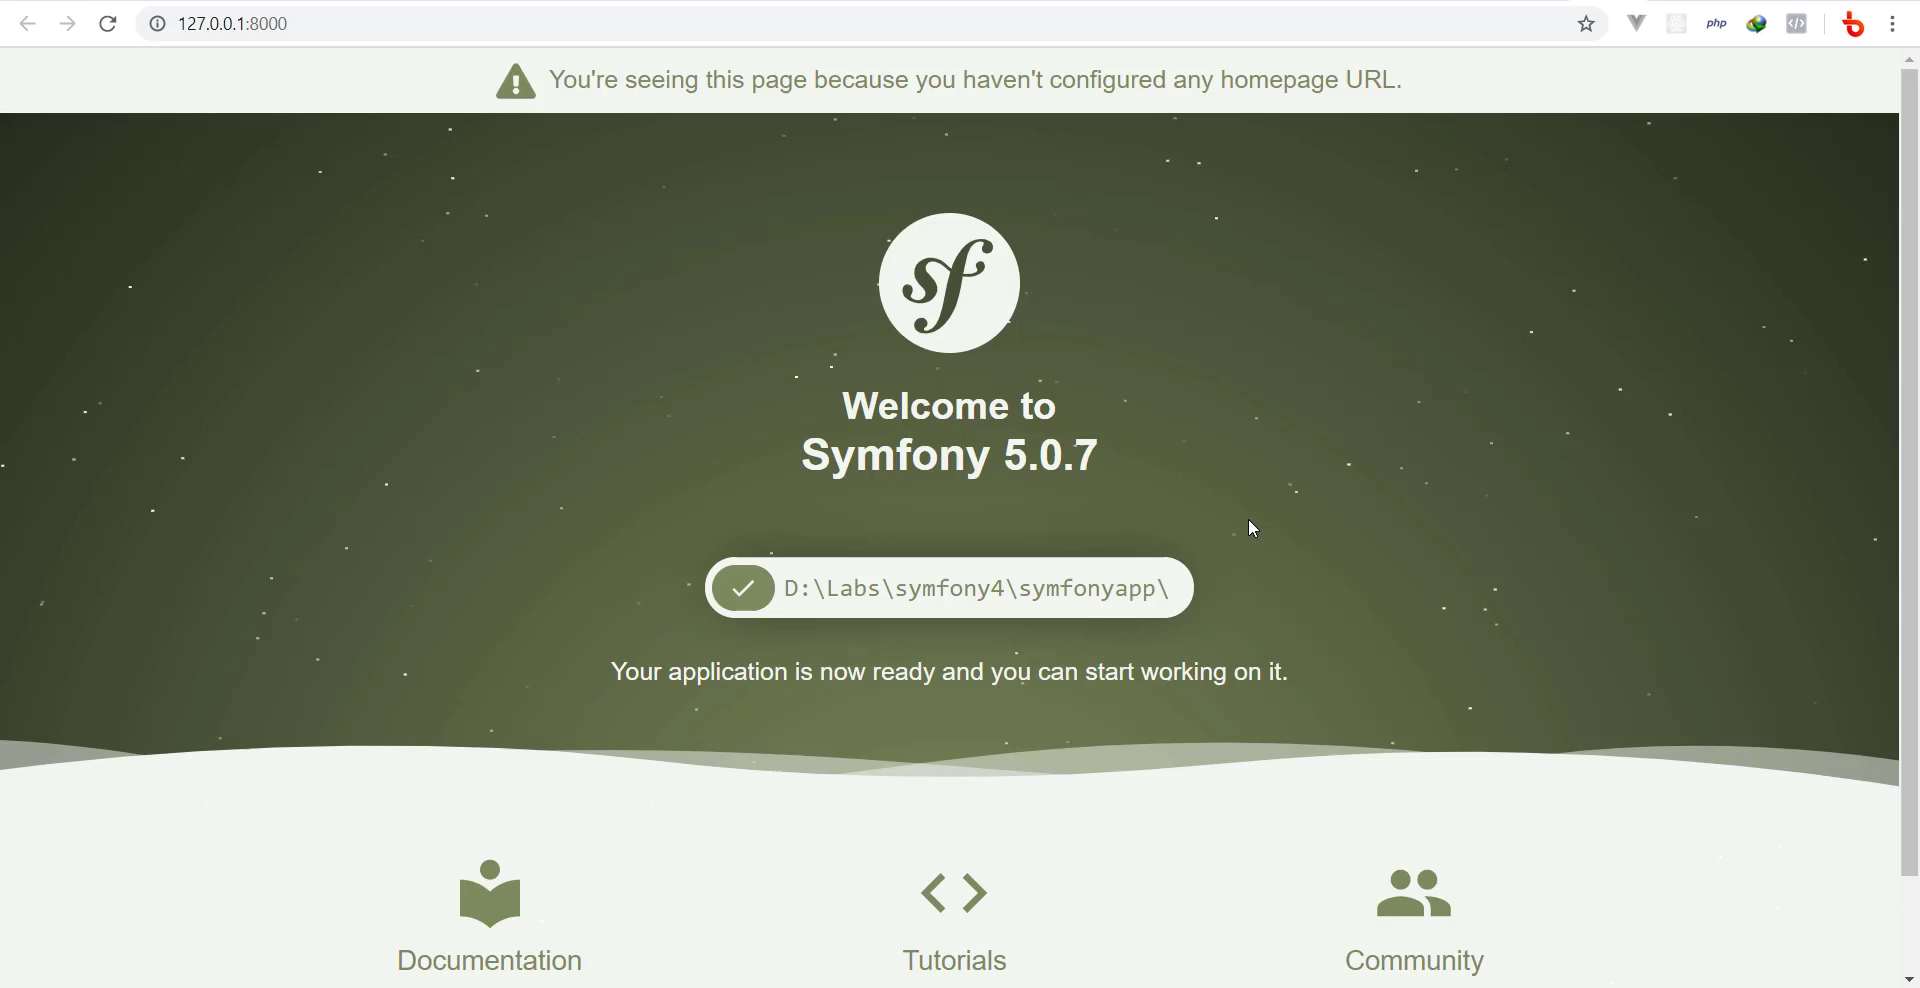 127.0.0.1:8000
php
You're seeing this page because you haven't configured any homepage URL.
sf
Welcome to
Symfony 5.0.7
D:\Labs\symfony4\symfonyapp\
Your application is now ready and you can start working on it.
Documentation
Tutorials
Community